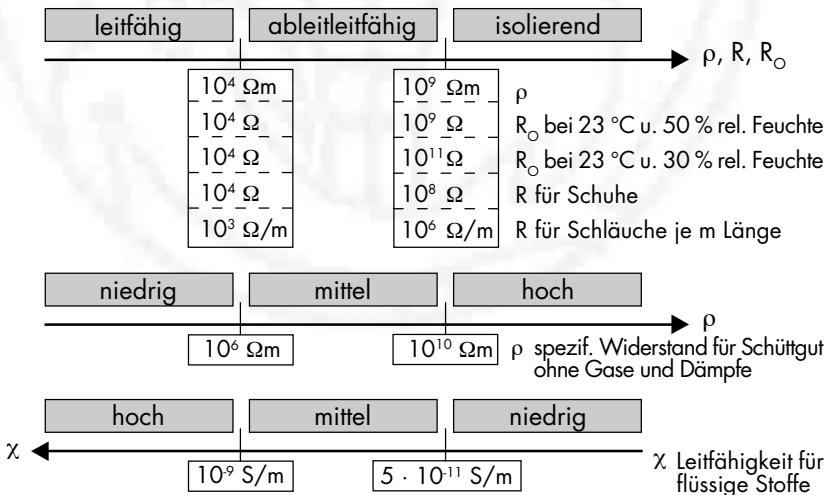 leitfähig ableitleitfähig isolierend
ρ, R, R_O
10⁴ Ωm 10⁹ Ωm ρ
10⁴ Ω 10⁹ Ω R_O bei 23 °C u. 50 % rel. Feuchte
10⁴ Ω 10¹¹ Ω R_O bei 23 °C u. 30 % rel. Feuchte
10⁴ Ω 10⁸ Ω R für Schuhe
10³ Ω/m 10⁶ Ω/m R für Schläuche je m Länge
niedrig mittel hoch
ρ
10⁶ Ωm 10¹⁰ Ωm ρ spezif. Widerstand für Schüttgut
ohne Gase und Dämpfe
hoch mittel niedrig
χ
10⁻⁹ S/m 5 · 10⁻¹¹ S/m χ Leitfähigkeit für
flüssige Stoffe